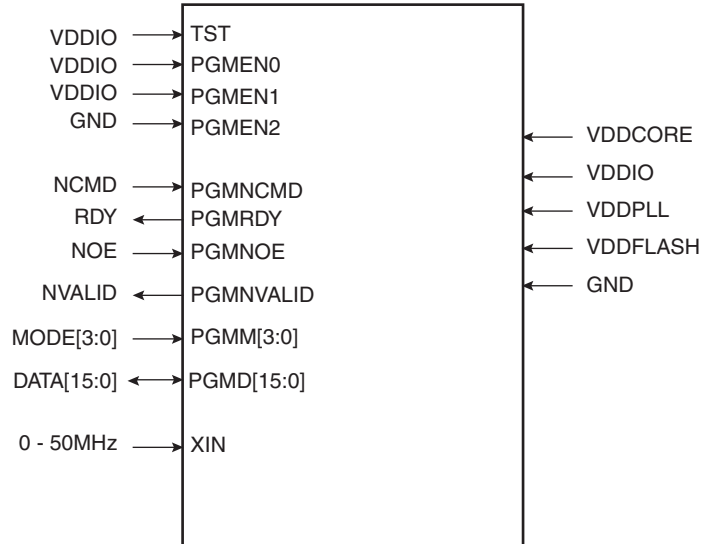 VDDIO TST
VDDIO PGMEN0
VDDIO PGMEN1
GND PGMEN2
VDDCORE
VDDIO
NCMD PGMNCMD
RDY PGMRDY
VDDPLL
NOE PGMNOE
VDDFLASH
NVALID PGMNVALID
GND
MODE[3:0] PGMM[3:0]
DATA[15:0] PGMD[15:0]
0 - 50MHz XIN